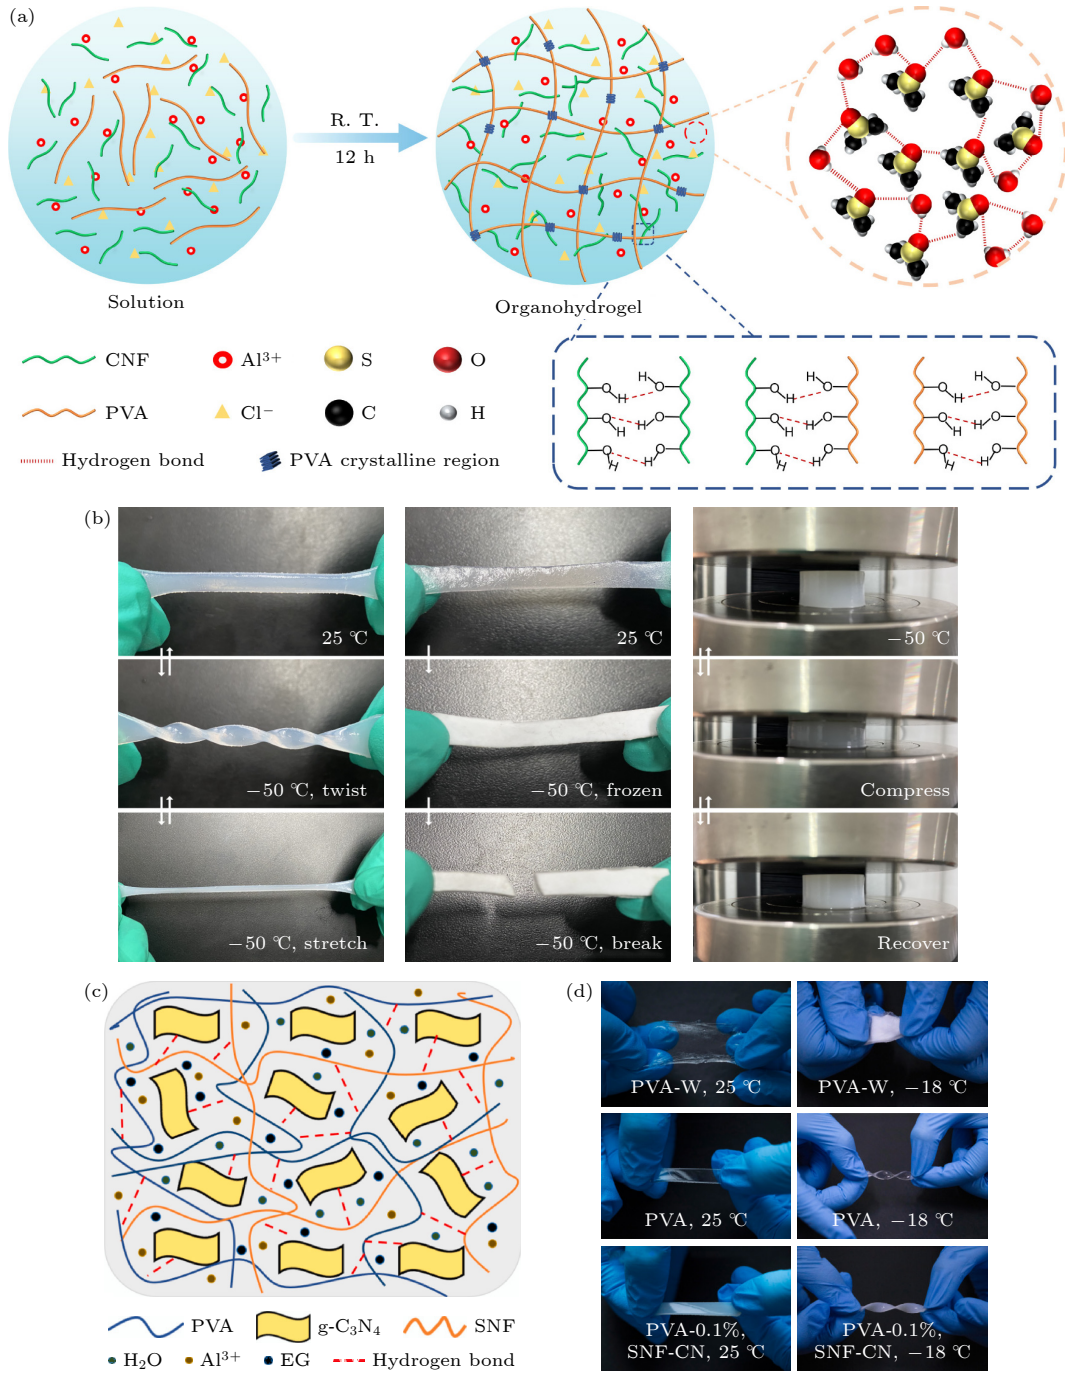 (a)
R. T.
12 h
Solution
Organohydrogel
CNF
Al³⁺
S
O
PVA
Cl⁻
C
H
Hydrogen bond
PVA crystalline region
O
H
H
O
O
H
H
O
O
H
H
O
O
H
H
O
O
H
H
O
O
H
H
O
O
H
H
O
O
H
H
O
O
H
H
O
(b)
25 ℃
25 ℃
−50 ℃
−50 ℃, twist
−50 ℃, frozen
Compress
−50 ℃, stretch
−50 ℃, break
Recover
(c)
PVA
g-C₃N₄
SNF
H₂O
Al³⁺
EG
Hydrogen bond
(d)
PVA-W, 25 ℃
PVA-W, −18 ℃
PVA, 25 ℃
PVA, −18 ℃
PVA-0.1%,
SNF-CN, 25 ℃
PVA-0.1%,
SNF-CN, −18 ℃